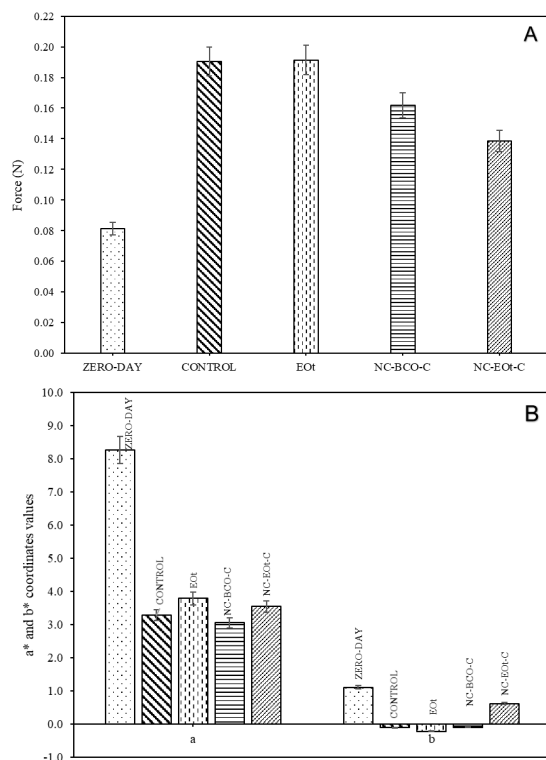 A
0.22
0.20
0.18
0.16
0.14
0.12
0.10
0.08
0.06
0.04
0.02
0.00
Force (N)
ZERO-DAY CONTROL EOt NC-BCO-C NC-EOt-C
B
10.0
9.0
8.0
7.0
6.0
5.0
4.0
3.0
2.0
1.0
0.0
-1.0
a* and b* coordinates values
ZERO-DAY
CONTROL
EOt
NC-BCO-C
NC-EOt-C
ZERO-DAY
CONTROL
EOt
NC-BCO-C
NC-EOt-C
a b